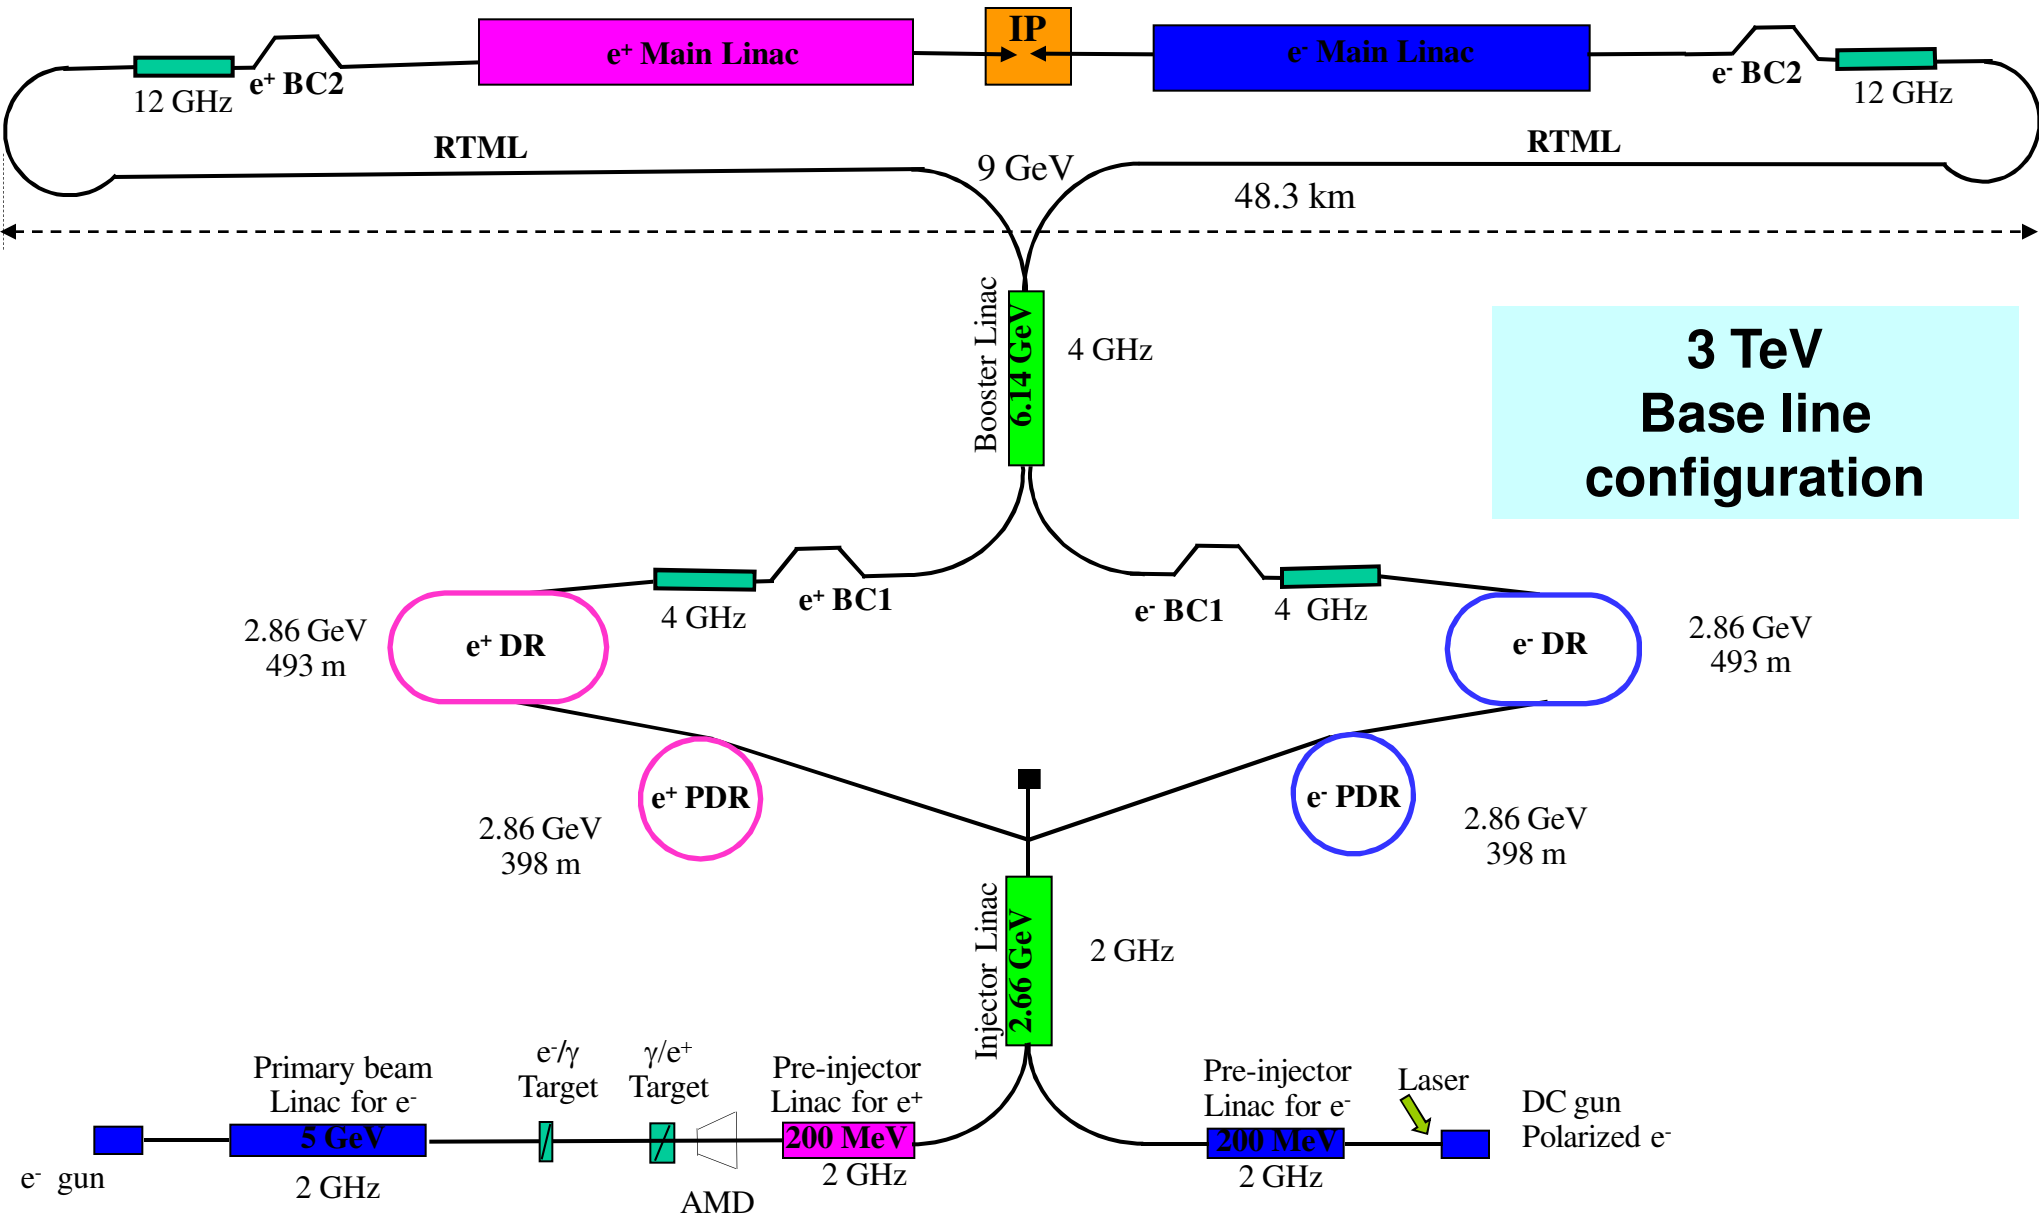 e⁺ Main Linac
IP
e⁻ Main Linac
e⁺ BC2
e⁻ BC2
12 GHz
12 GHz
RTML
RTML
9 GeV
48.3 km
Booster Linac
6.14 GeV
4 GHz
3 TeV
Base line
configuration
e⁺ BC1
e⁻ BC1
4 GHz
4 GHz
2.86 GeV
493 m
e⁺ DR
e⁻ DR
2.86 GeV
493 m
e⁺ PDR
e⁻ PDR
2.86 GeV
398 m
2.86 GeV
398 m
Injector Linac
2.66 GeV
2 GHz
Primary beam
Linac for e⁻
5 GeV
2 GHz
e⁻ gun
e⁻/γ
Target
γ/e⁺
Target
AMD
Pre-injector
Linac for e⁺
200 MeV
2 GHz
Pre-injector
Linac for e⁻
200 MeV
2 GHz
Laser
DC gun
Polarized e⁻